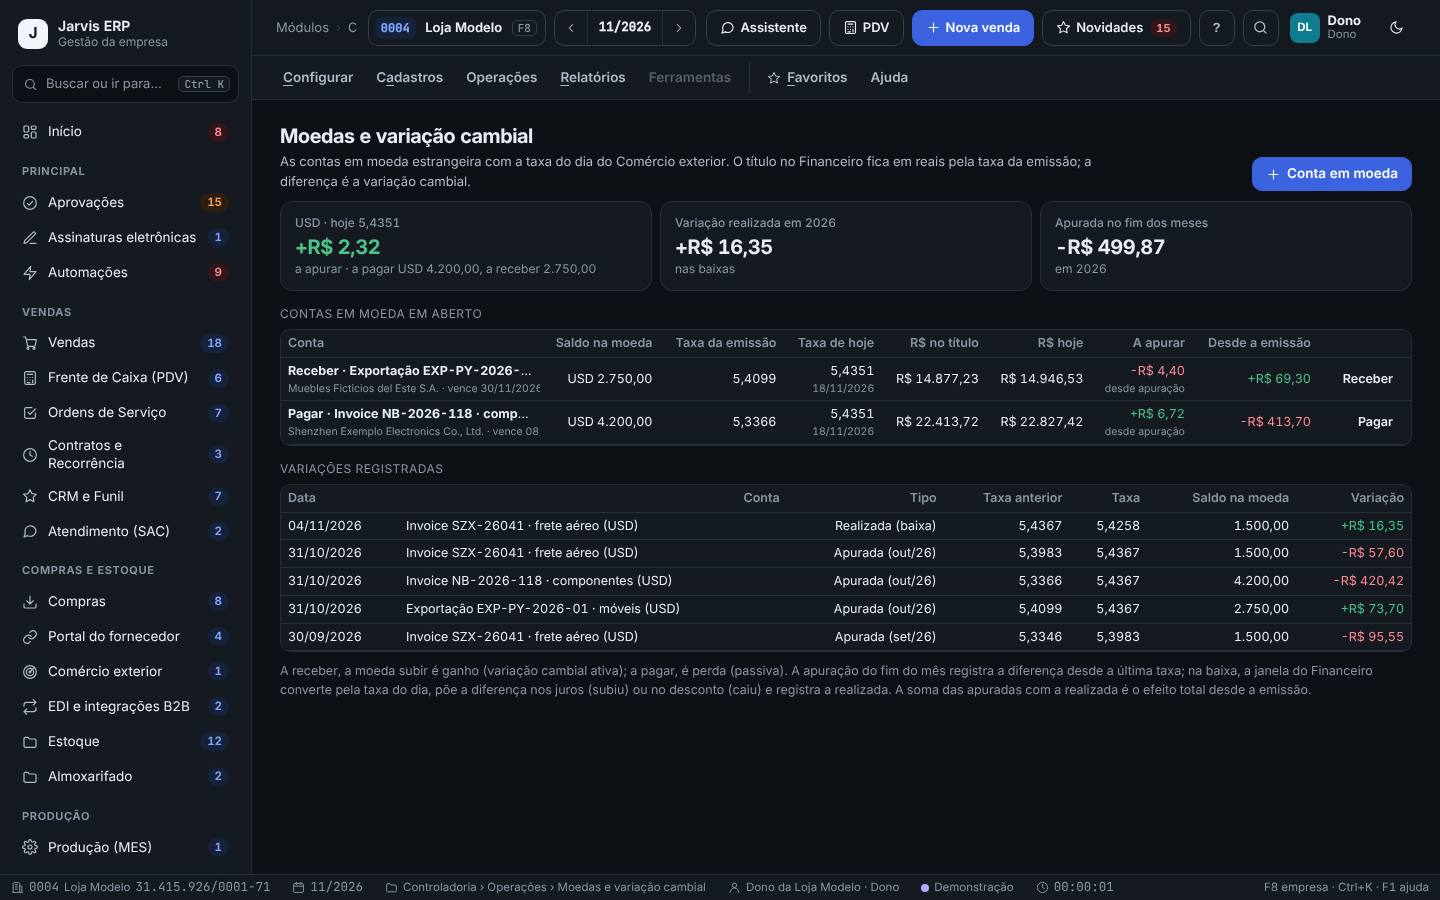 J
Jarvis ERP
Gestão da empresa
Buscar ou ir para... Ctrl K
Início 8
PRINCIPAL
Aprovações 15
Assinaturas eletrônicas 1
Automações 9
VENDAS
Vendas 18
Frente de Caixa (PDV) 6
Ordens de Serviço 7
Contratos e
Recorrência 3
CRM e Funil 7
Atendimento (SAC) 2
COMPRAS E ESTOQUE
Compras 8
Portal do fornecedor 4
Comércio exterior 1
EDI e integrações B2B 2
Estoque 12
Almoxarifado 2
PRODUÇÃO
Produção (MES) 1
Módulos › C 0004 Loja Modelo F8 ‹ 11/2026 › Assistente PDV + Nova venda Novidades 15 ? DL Dono
Dono
Configurar Cadastros Operações Relatórios Ferramentas Favoritos Ajuda
Moedas e variação cambial
As contas em moeda estrangeira com a taxa do dia do Comércio exterior. O título no Financeiro fica em reais pela taxa da emissão; a
diferença é a variação cambial.
+ Conta em moeda
USD · hoje 5,4351
+R$ 2,32
a apurar · a pagar USD 4.200,00, a receber 2.750,00
Variação realizada em 2026
+R$ 16,35
nas baixas
Apurada no fim dos meses
-R$ 499,87
em 2026
CONTAS EM MOEDA EM ABERTO
Conta Saldo na moeda Taxa da emissão Taxa de hoje R$ no título R$ hoje A apurar Desde a emissão
Receber · Exportação EXP-PY-2026-... USD 2.750,00 5,4099 5,4351 R$ 14.877,23 R$ 14.946,53 -R$ 4,40 +R$ 69,30 Receber
Muebles Ficticios del Este S.A. · vence 30/11/2026 18/11/2026 desde apuração
Pagar · Invoice NB-2026-118 · comp... USD 4.200,00 5,3366 5,4351 R$ 22.413,72 R$ 22.827,42 +R$ 6,72 -R$ 413,70 Pagar
Shenzhen Exemplo Electronics Co., Ltd. · vence 08 18/11/2026 desde apuração
VARIAÇÕES REGISTRADAS
Data Conta Tipo Taxa anterior Taxa Saldo na moeda Variação
04/11/2026 Invoice SZX-26041 · frete aéreo (USD) Realizada (baixa) 5,4367 5,4258 1.500,00 +R$ 16,35
31/10/2026 Invoice SZX-26041 · frete aéreo (USD) Apurada (out/26) 5,3983 5,4367 1.500,00 -R$ 57,60
31/10/2026 Invoice NB-2026-118 · componentes (USD) Apurada (out/26) 5,3366 5,4367 4.200,00 -R$ 420,42
31/10/2026 Exportação EXP-PY-2026-01 · móveis (USD) Apurada (out/26) 5,4099 5,4367 2.750,00 +R$ 73,70
30/09/2026 Invoice SZX-26041 · frete aéreo (USD) Apurada (set/26) 5,3346 5,3983 1.500,00 -R$ 95,55
A receber, a moeda subir é ganho (variação cambial ativa); a pagar, é perda (passiva). A apuração do fim do mês registra a diferença desde a última taxa; na baixa, a janela do Financeiro
converte pela taxa do dia, põe a diferença nos juros (subiu) ou no desconto (caiu) e registra a realizada. A soma das apuradas com a realizada é o efeito total desde a emissão.
0004 Loja Modelo 31.415.926/0001-71 11/2026 Controladoria › Operações › Moedas e variação cambial Dono da Loja Modelo · Dono Demonstração 00:00:01 F8 empresa · Ctrl+K · F1 ajuda